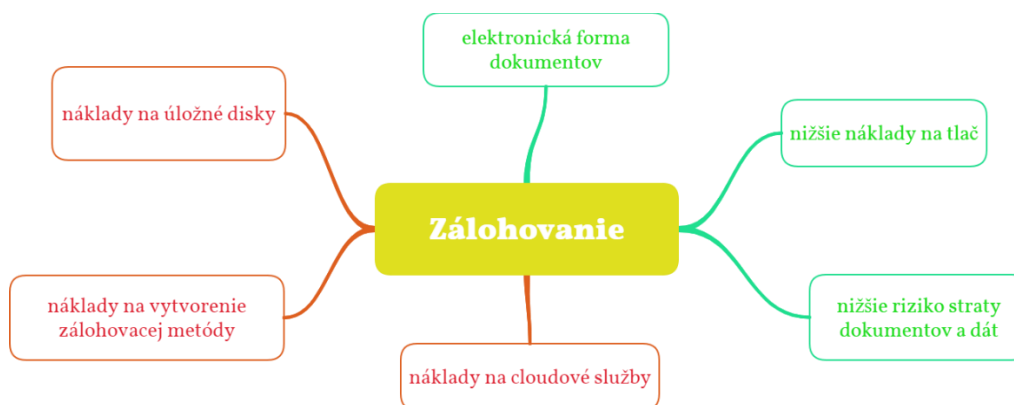 elektronická forma
dokumentov
náklady na úložné disky
nižšie náklady na tlač
Zálohovanie
náklady na vytvorenie
zálohovacej metódy
nižšie riziko straty
dokumentov a dát
náklady na cloudové služby